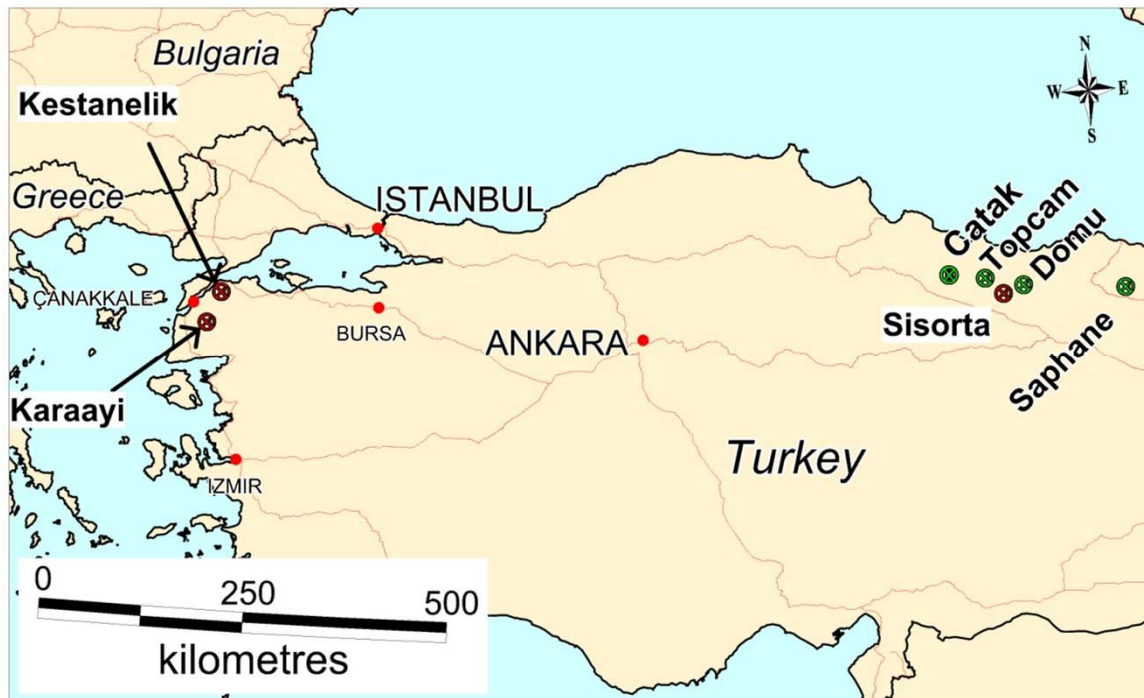 Bulgaria
Kestanelik
Greece
ISTANBUL
N
W
E
S
Catak
Topcam
Domu
ÇANAKKALE
BURSA
ANKARA
Sisorta
Saphane
Karaayi
Turkey
IZMIR
0 250 500
kilometres